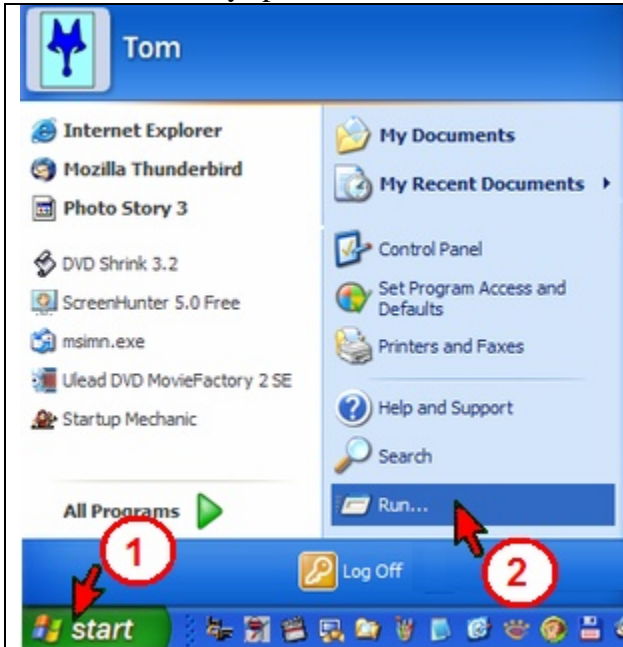 Tom
Internet Explorer
Mozilla Thunderbird
Photo Story 3
DVD Shrink 3.2
ScreenHunter 5.0 Free
msimn.exe
Ulead DVD MovieFactory 2 SE
Startup Mechanic
All Programs
My Documents
My Recent Documents
Control Panel
Set Program Access and
Defaults
Printers and Faxes
Help and Support
Search
Run...
1
2
Log Off
start